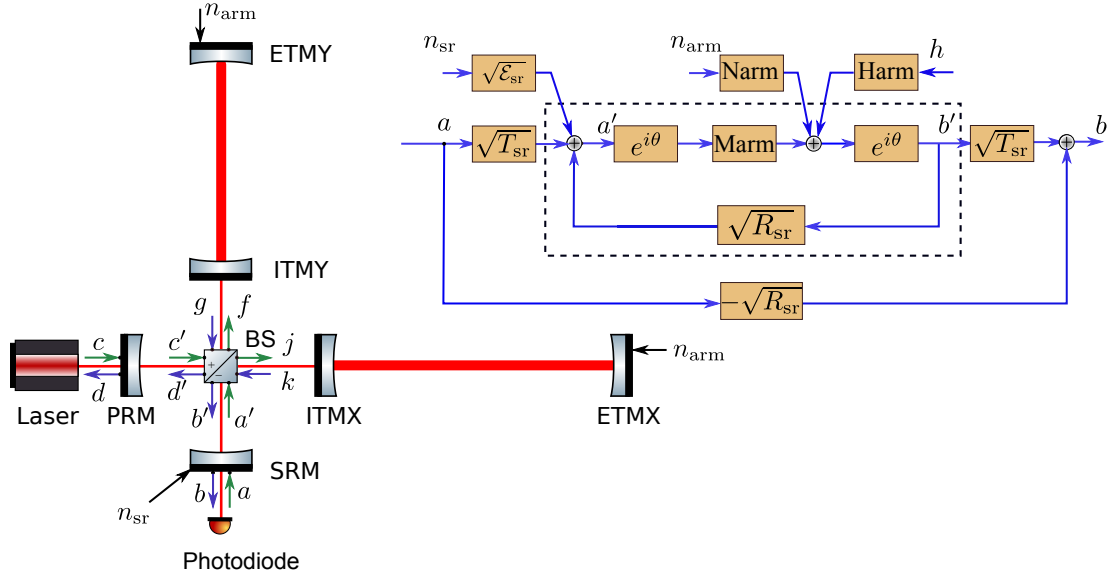 n_arm
ETMY
n_sr
√ℰ_sr
n_arm
Narm
Harm
h
a
√T_sr
a′
e^{iθ}
Marm
e^{iθ}
b′
√T_sr
b
√R_sr
−√R_sr
ITMY
g
f
BS
c
c′
j
+
−
d
d′
k
n_arm
Laser
PRM
b′
a′
ITMX
ETMX
SRM
b
a
n_sr
Photodiode